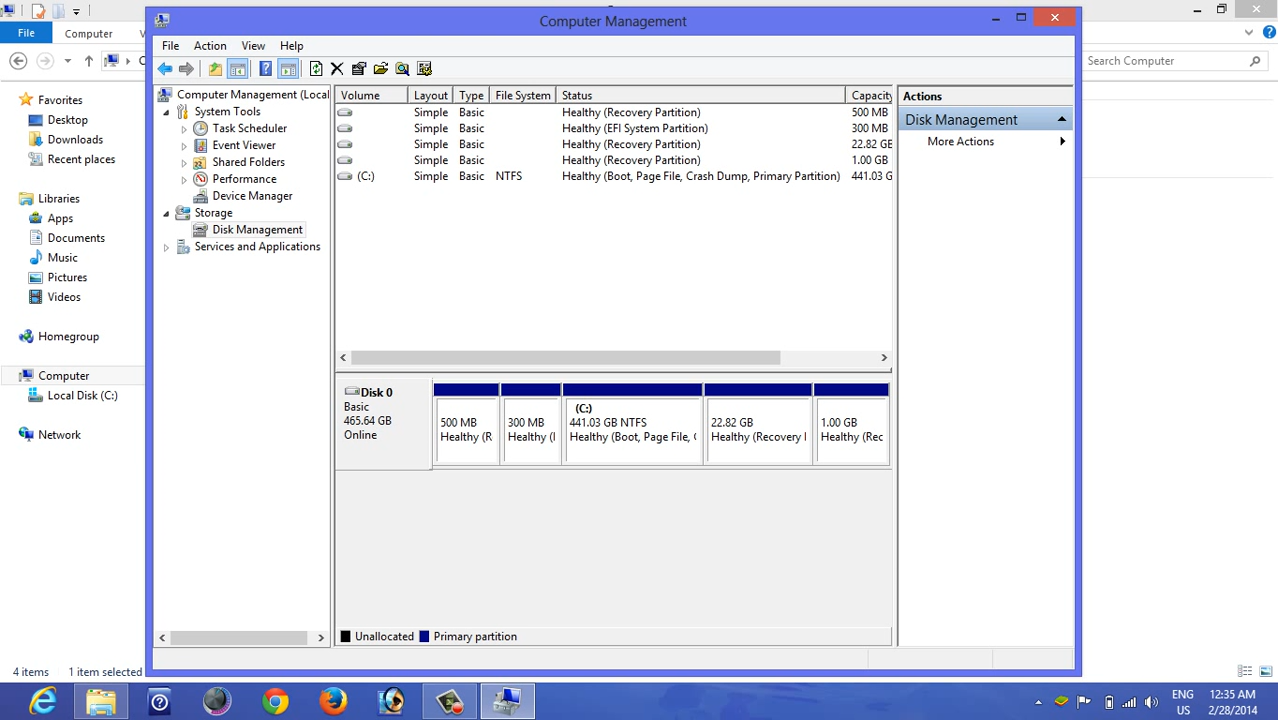 Computer Management
File
Computer
V
File Action View Help
C
Search Computer
Favorites
Desktop
Downloads
Recent places
Libraries
Apps
Documents
Music
Pictures
Videos
Homegroup
Computer
Local Disk (C:)
Network
4 items 1 item selected
Computer Management (Local
System Tools
Task Scheduler
Event Viewer
Shared Folders
Performance
Device Manager
Storage
Disk Management
Services and Applications
Volume Layout Type File System Status Capacity
Simple Basic Healthy (Recovery Partition) 500 MB
Simple Basic Healthy (EFI System Partition) 300 MB
Simple Basic Healthy (Recovery Partition) 22.82 GB
Simple Basic Healthy (Recovery Partition) 1.00 GB
(C:) Simple Basic NTFS Healthy (Boot, Page File, Crash Dump, Primary Partition) 441.03 G
Disk 0
Basic
465.64 GB
Online
500 MB
Healthy (R
300 MB
Healthy (I
(C:)
441.03 GB NTFS
Healthy (Boot, Page File, C
22.82 GB
Healthy (Recovery I
1.00 GB
Healthy (Rec
Unallocated Primary partition
Actions
Disk Management
More Actions
ENG
US
12:35 AM
2/28/2014